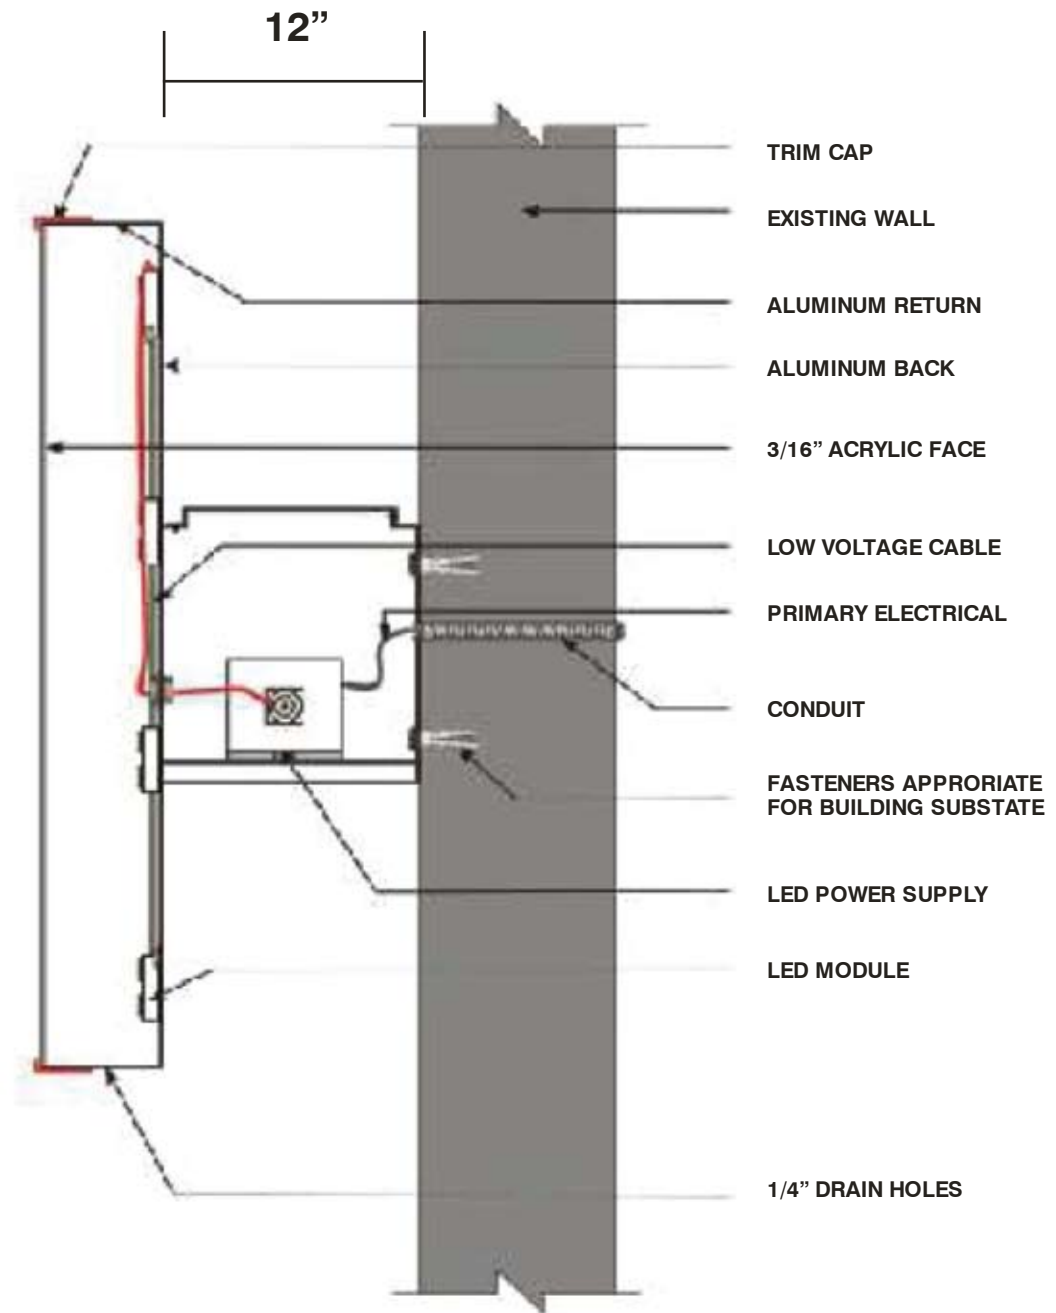 12”
TRIM CAP
EXISTING WALL
ALUMINUM RETURN
ALUMINUM BACK
3/16” ACRYLIC FACE
LOW VOLTAGE CABLE
PRIMARY ELECTRICAL
CONDUIT
FASTENERS APPRORIATE
FOR BUILDING SUBSTATE
LED POWER SUPPLY
LED MODULE
1/4” DRAIN HOLES